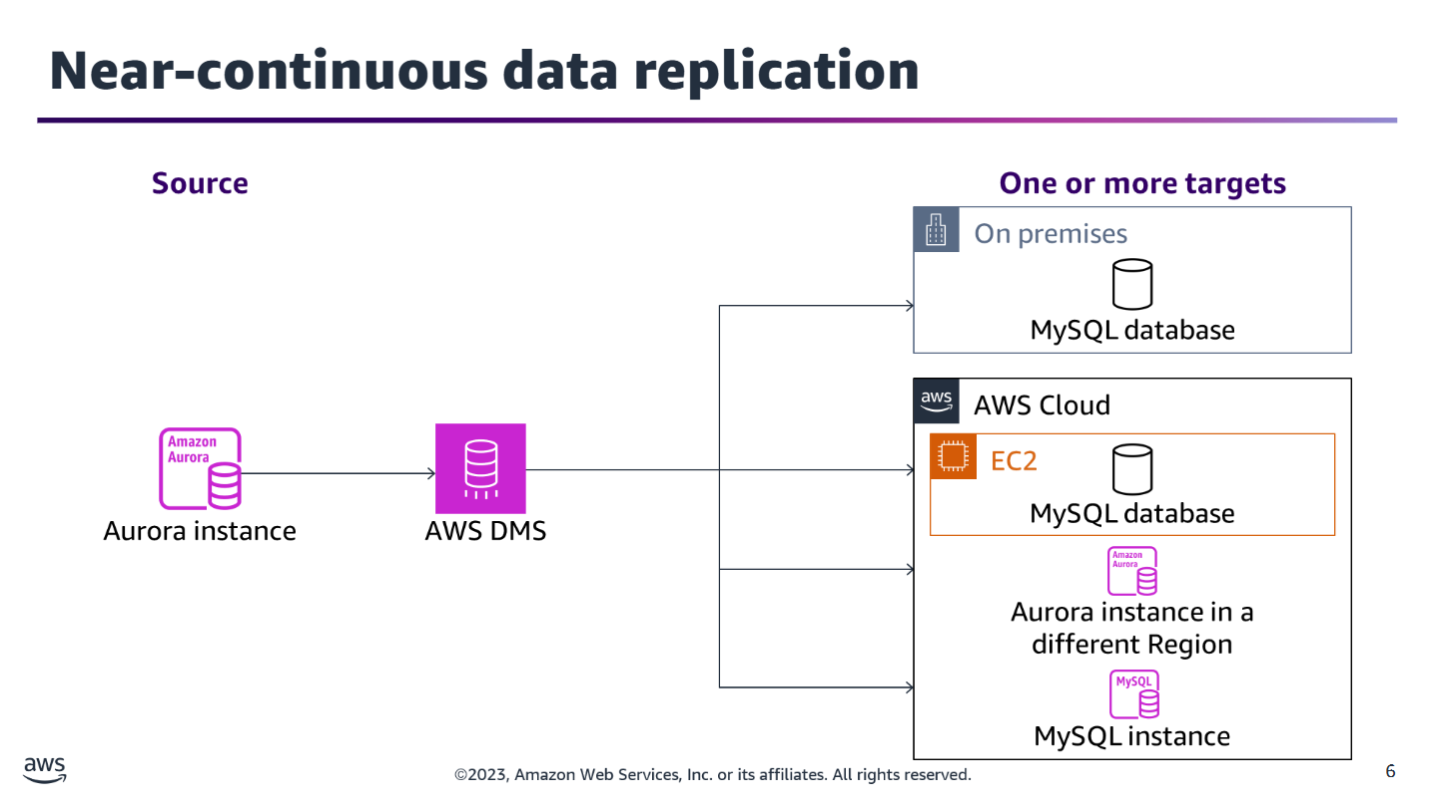 Near-continuous data replication
Source
One or more targets
On premises
MySQL database
aws
AWS Cloud
EC2
MySQL database
Amazon
Aurora
Aurora instance
AWS DMS
Amazon
Aurora
Aurora instance in a
different Region
MySQL
MySQL instance
aws
©2023, Amazon Web Services, Inc. or its affiliates. All rights reserved.
6